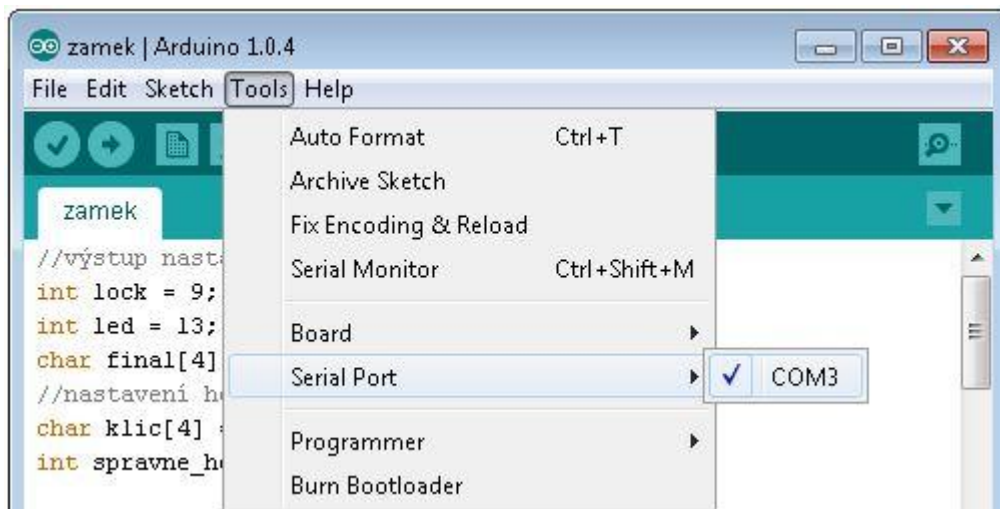 zamek | Arduino 1.0.4
File Edit Sketch Tools Help
Auto Format Ctrl+T
Archive Sketch
Fix Encoding & Reload
Serial Monitor Ctrl+Shift+M
Board
Serial Port
COM3
Programmer
Burn Bootloader
zamek
//výstup
int lock = 9;
int led = 13;
char final[4]
//nastavení
char klic[4] =
int